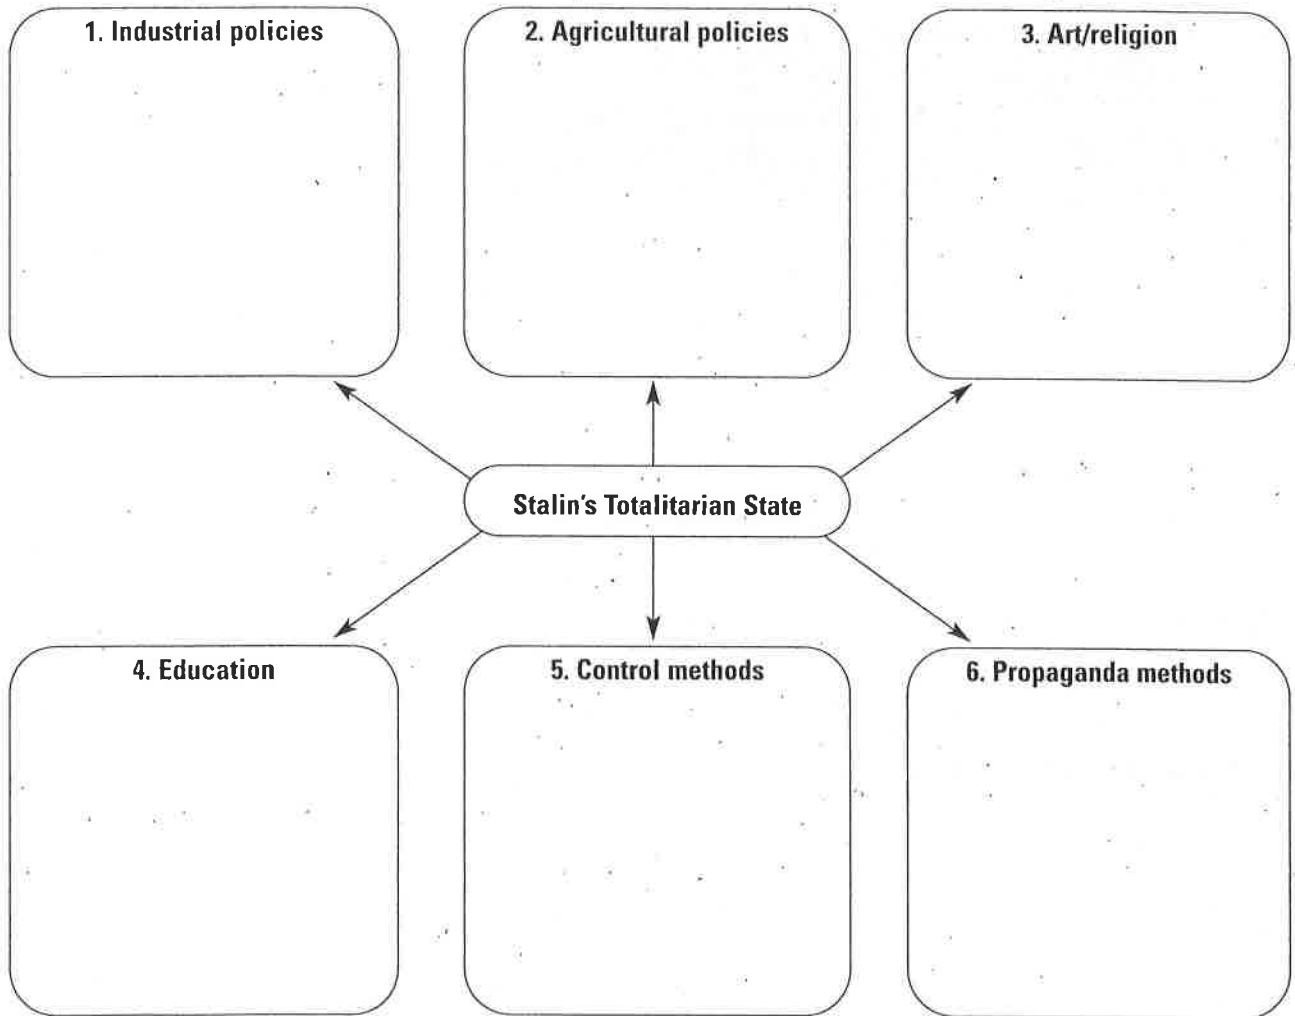 1. Industrial policies
2. Agricultural policies
3. Art/religion
Stalin's Totalitarian State
4. Education
5. Control methods
6. Propaganda methods